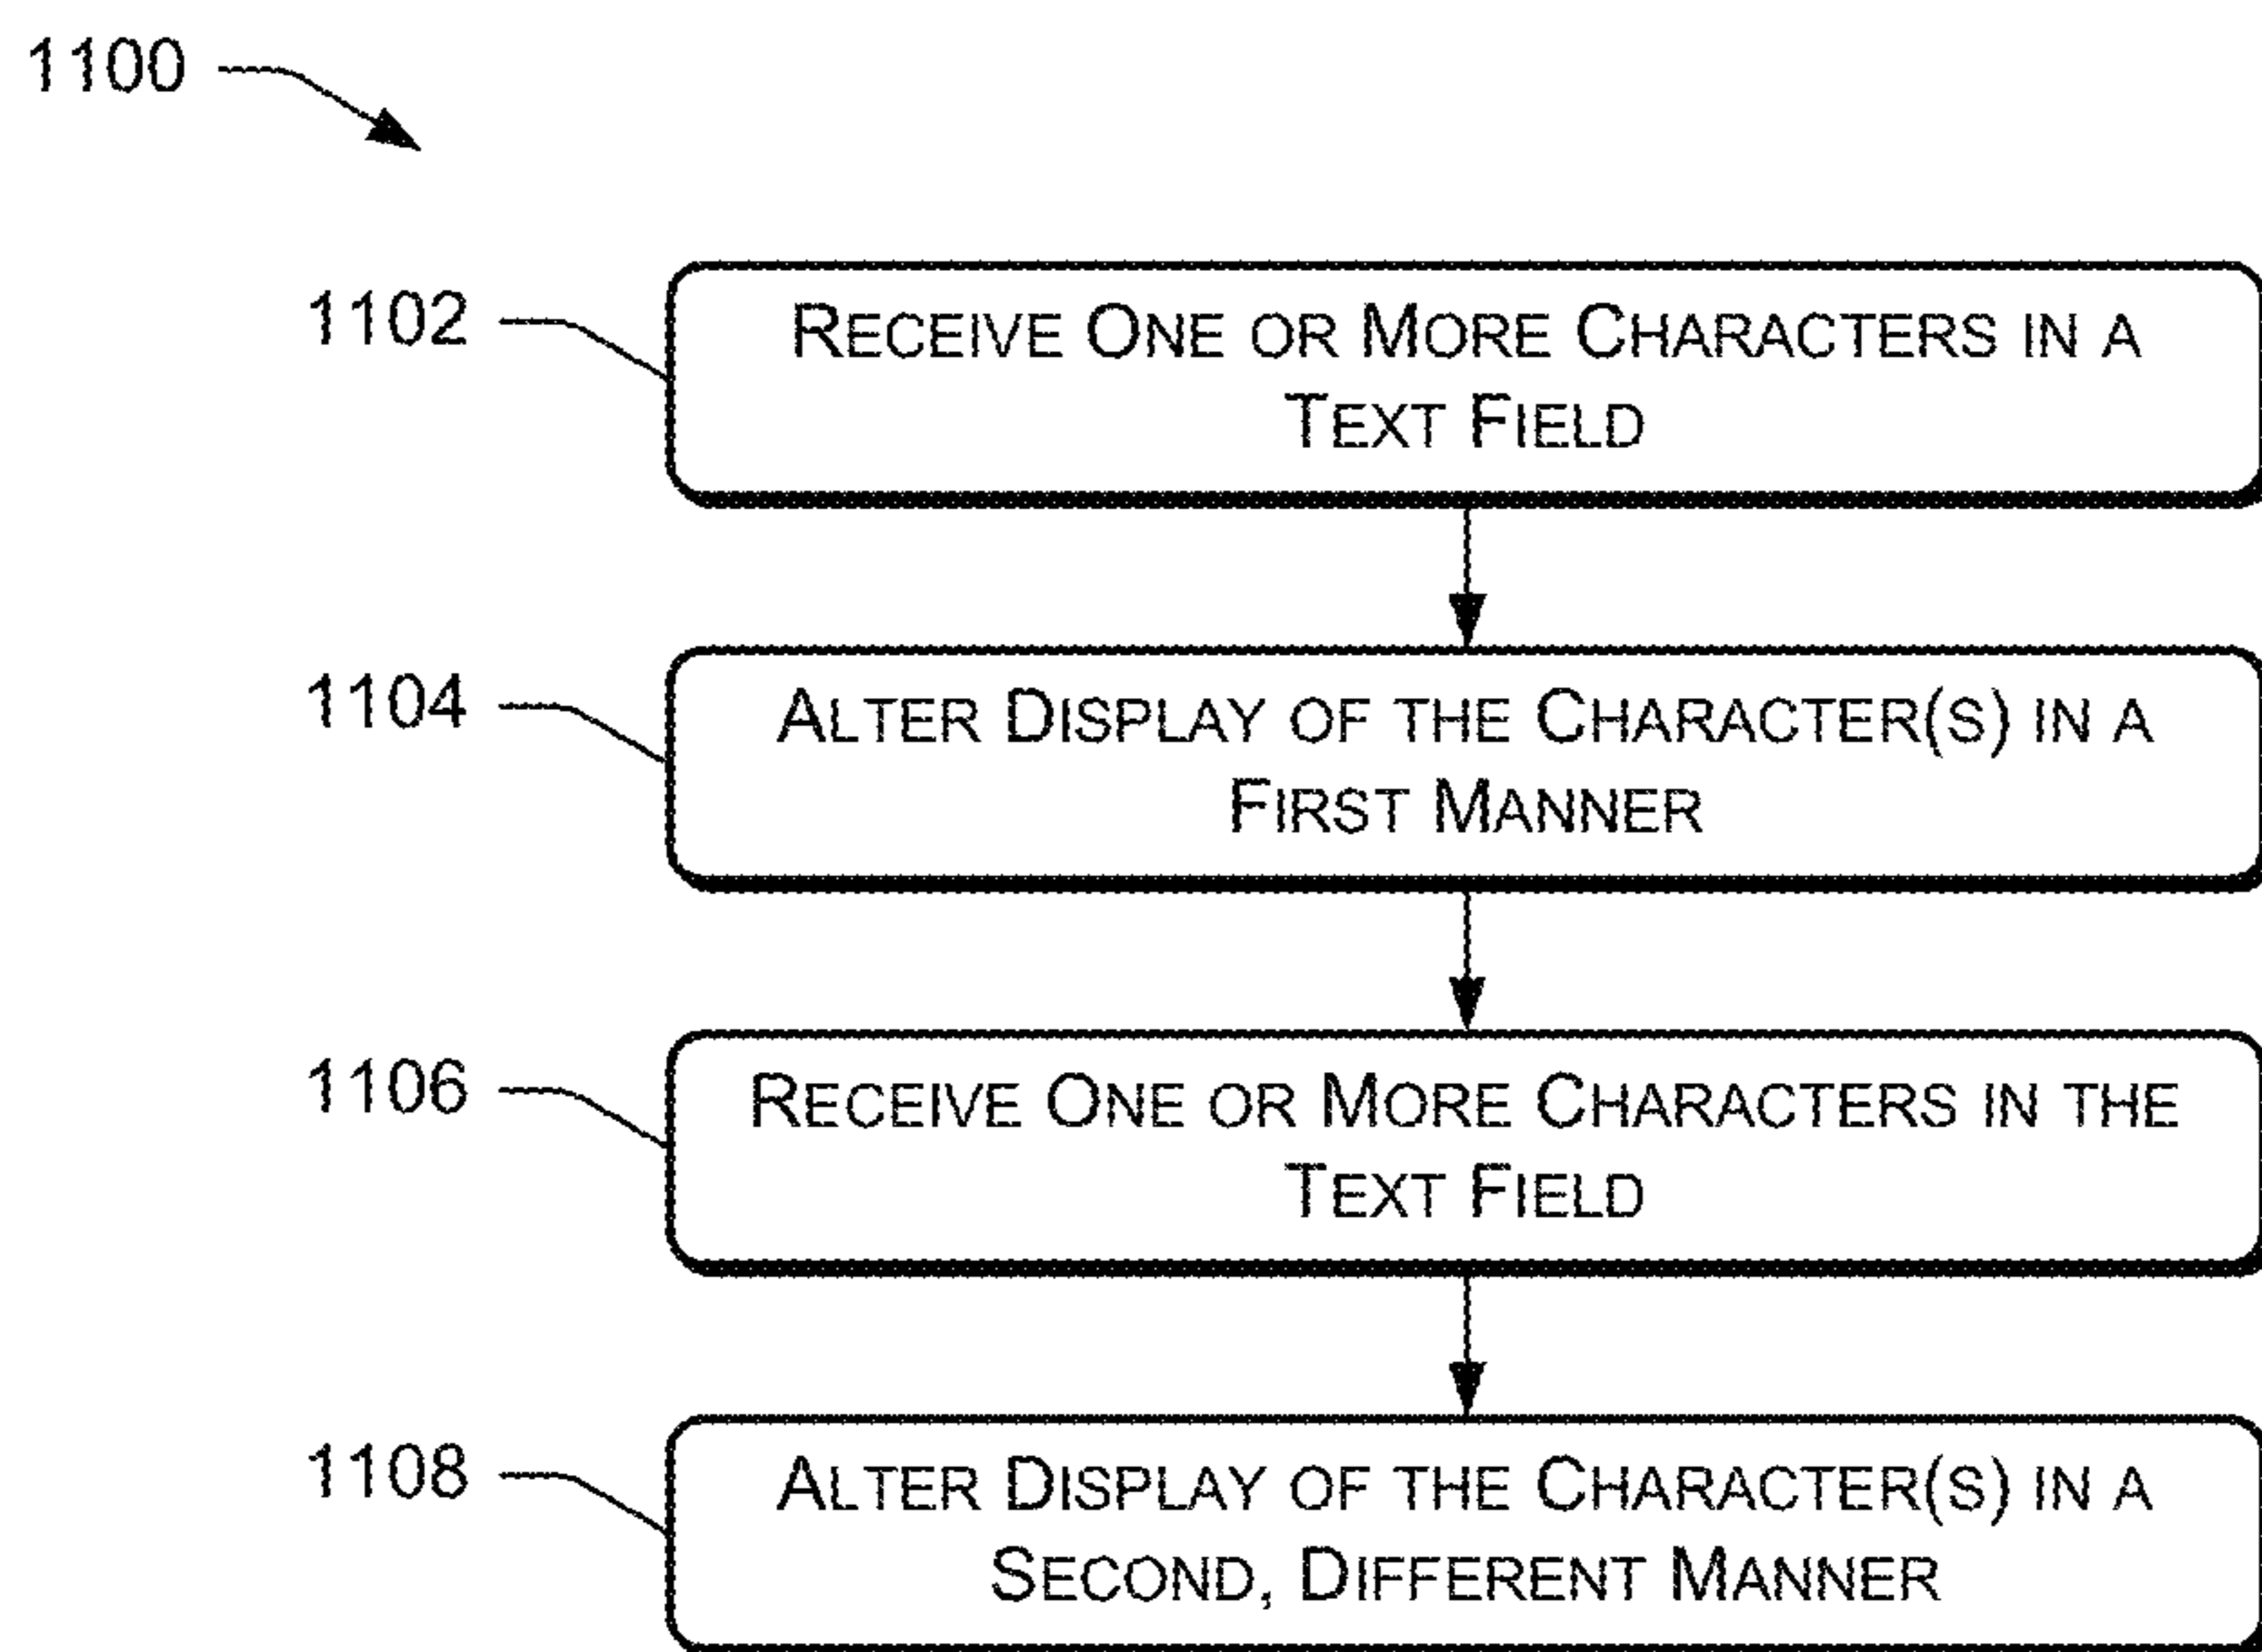 1100
1102
RECEIVE ONE OR MORE CHARACTERS IN A
TEXT FIELD
1104
ALTER DISPLAY OF THE CHARACTER(S) IN A
FIRST MANNER
1106
RECEIVE ONE OR MORE CHARACTERS IN THE
TEXT FIELD
1108
ALTER DISPLAY OF THE CHARACTER(S) IN A
SECOND, DIFFERENT MANNER